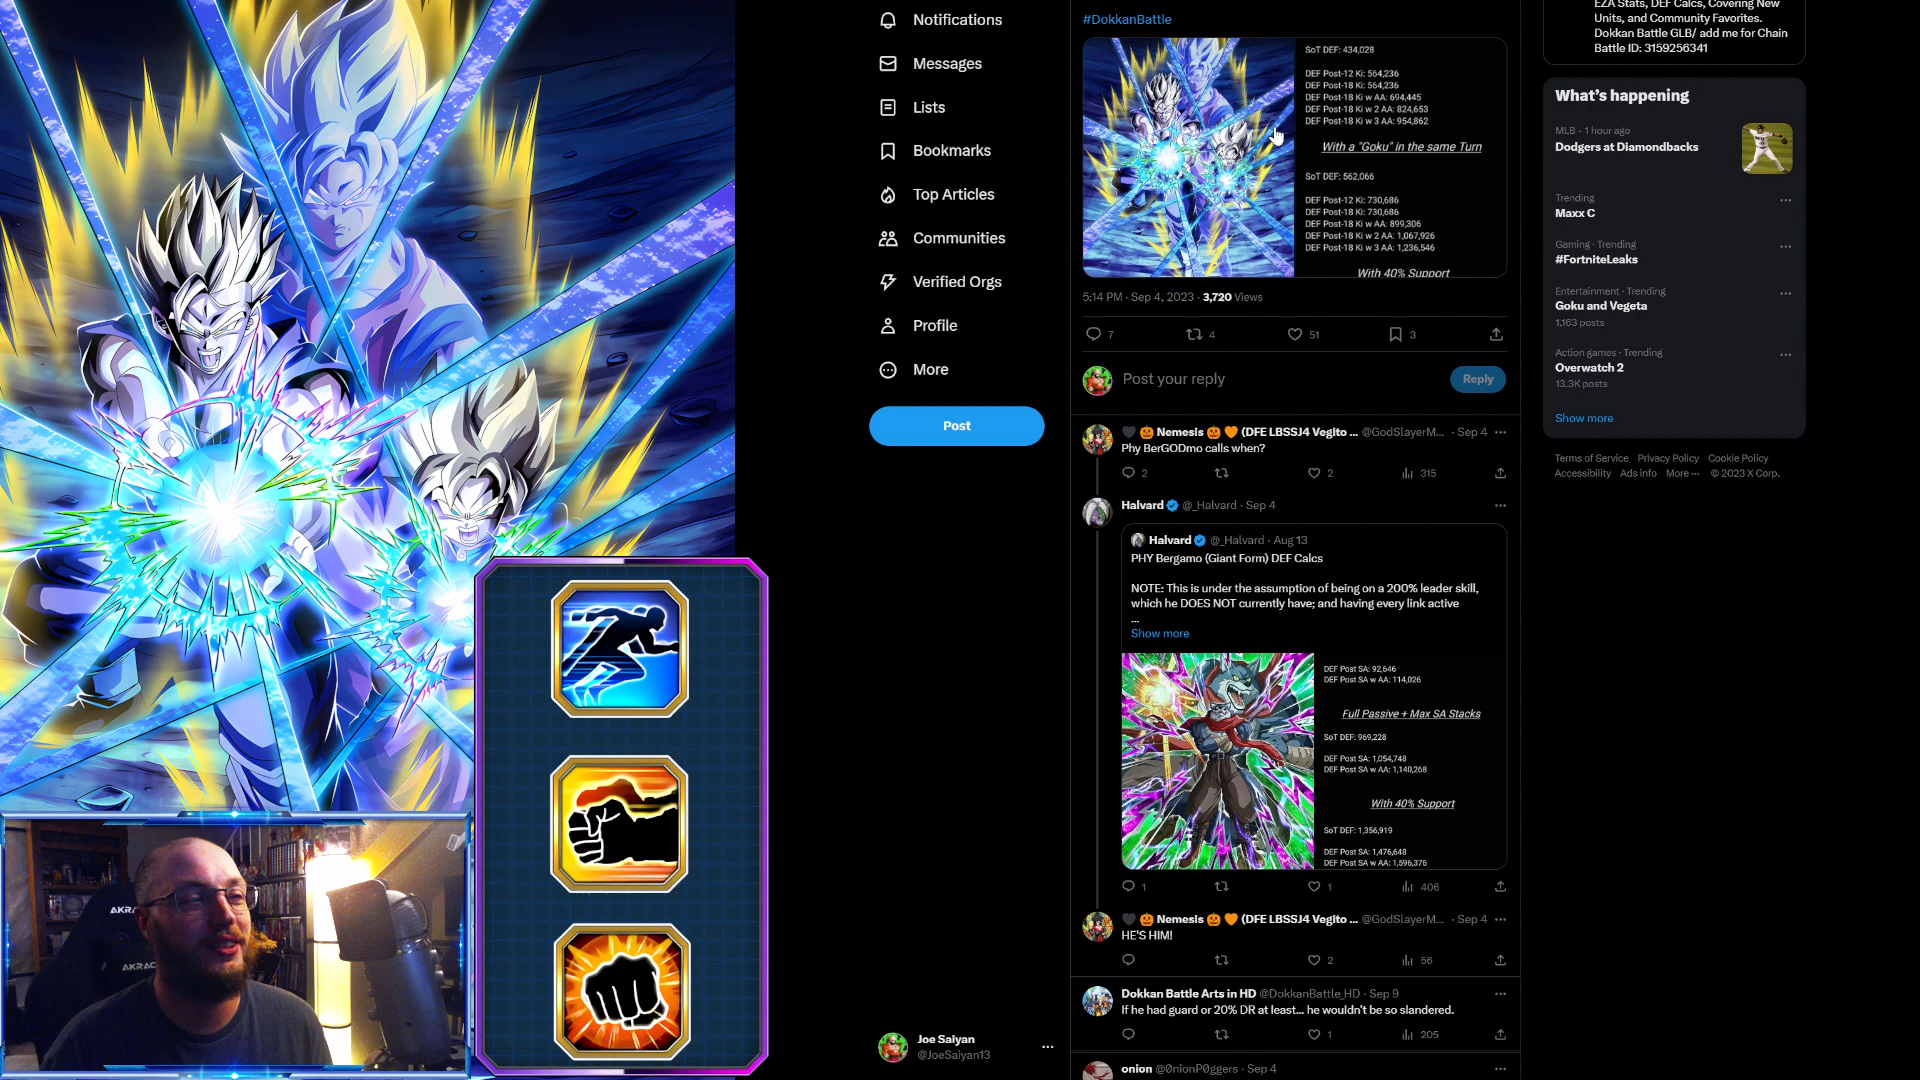 Notifications
Messages
Lists
Bookmarks
Top Articles
Communities
Verified Orgs
Profile
More
Post
AKRA
AKRAC
Joe Saiyan
@JoeSaiyan13
#DokkanBattle
SoT DEF: 434,028
DEF Post-12 Ki: 564,236
DEF Post-18 Ki: 564,236
DEF Post-18 Ki w AA: 694,445
DEF Post-18 Ki w 2 AA: 824,653
DEF Post-18 Ki w 3 AA: 954,862
With a "Goku" in the same Turn
SoT DEF: 562,066
DEF Post-12 Ki: 730,686
DEF Post-18 Ki: 730,686
DEF Post-18 Ki w AA: 899,306
DEF Post-18 Ki w 2 AA: 1,067,926
DEF Post-18 Ki w 3 AA: 1,236,546
With 40% Support
5:14 PM · Sep 4, 2023 · 3,720 Views
7 4 51 3
Post your reply
Reply
Nemesis (DFE LBSSJ4 Vegito ... @GodSlayerM... · Sep 4
Phy BerGODmo calls when?
2 2 315
Halvard @_Halvard · Sep 4
Halvard @_Halvard · Aug 13
PHY Bergamo (Giant Form) DEF Calcs
NOTE: This is under the assumption of being on a 200% leader skill,
which he DOES NOT currently have; and having every link active
...
Show more
DEF Post SA: 92,646
DEF Post SA w AA: 114,026
Full Passive + Max SA Stacks
SoT DEF: 969,228
DEF Post SA: 1,054,748
DEF Post SA w AA: 1,140,268
With 40% Support
SoT DEF: 1,356,919
DEF Post SA: 1,476,648
DEF Post SA w AA: 1,596,376
1 1 406
Nemesis (DFE LBSSJ4 Vegito ... @GodSlayerM... · Sep 4
HE'S HIM!
2 56
Dokkan Battle Arts in HD @DokkanBattle_HD · Sep 9
If he had guard or 20% DR at least... he wouldn't be so slandered.
1 205
onion @0nionP0ggers · Sep 4
EZA Stats, DEF Calcs, Covering New
Units, and Community Favorites.
Dokkan Battle GLB/ add me for Chain
Battle ID: 3159256341
What's happening
MLB · 1 hour ago
Dodgers at Diamondbacks
Trending
Maxx C
Gaming · Trending
#FortniteLeaks
Entertainment · Trending
Goku and Vegeta
1,163 posts
Action games · Trending
Overwatch 2
13.3K posts
Show more
Terms of Service Privacy Policy Cookie Policy
Accessibility Ads info More ··· © 2023 X Corp.